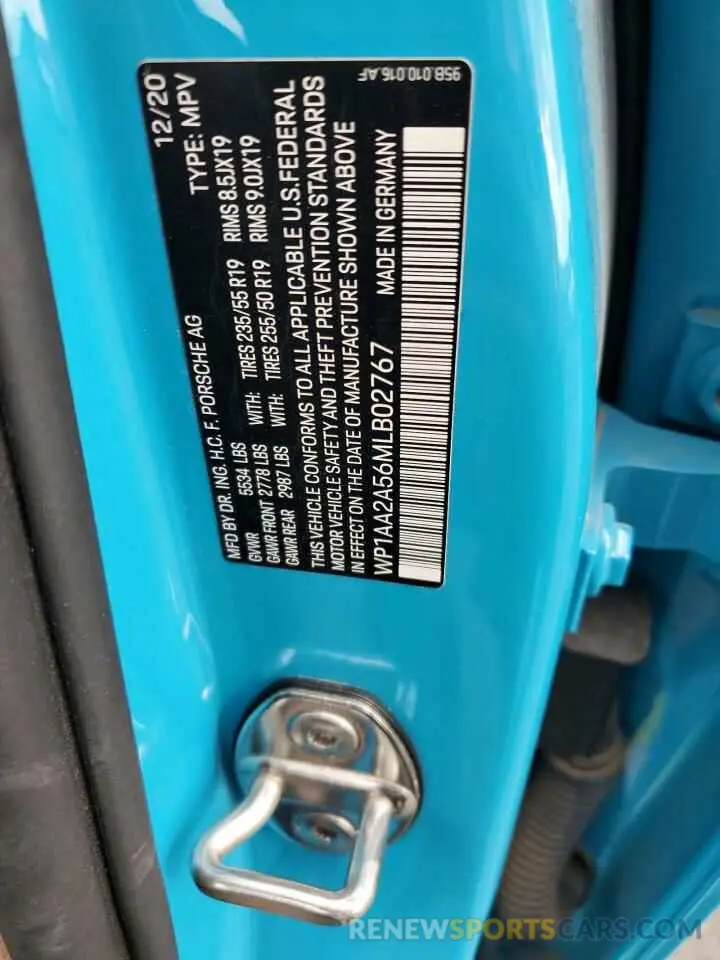 95B.010.016.AF
12/20
TYPE: MPV
MFD BY DR. ING. H.C. F. PORSCHE AG
GVWR 5534 LBS
GAWR FRONT 2778 LBS WITH: TIRES 235/55 R19 RIMS 8.5JX19
GAWR REAR 2987 LBS WITH: TIRES 255/50 R19 RIMS 9.0JX19
THIS VEHICLE CONFORMS TO ALL APPLICABLE U.S. FEDERAL
MOTOR VEHICLE SAFETY AND THEFT PREVENTION STANDARDS
IN EFFECT ON THE DATE OF MANUFACTURE SHOWN ABOVE
WP1AA2A56MLB02767 MADE IN GERMANY
RENEWSPORTSCARS.COM